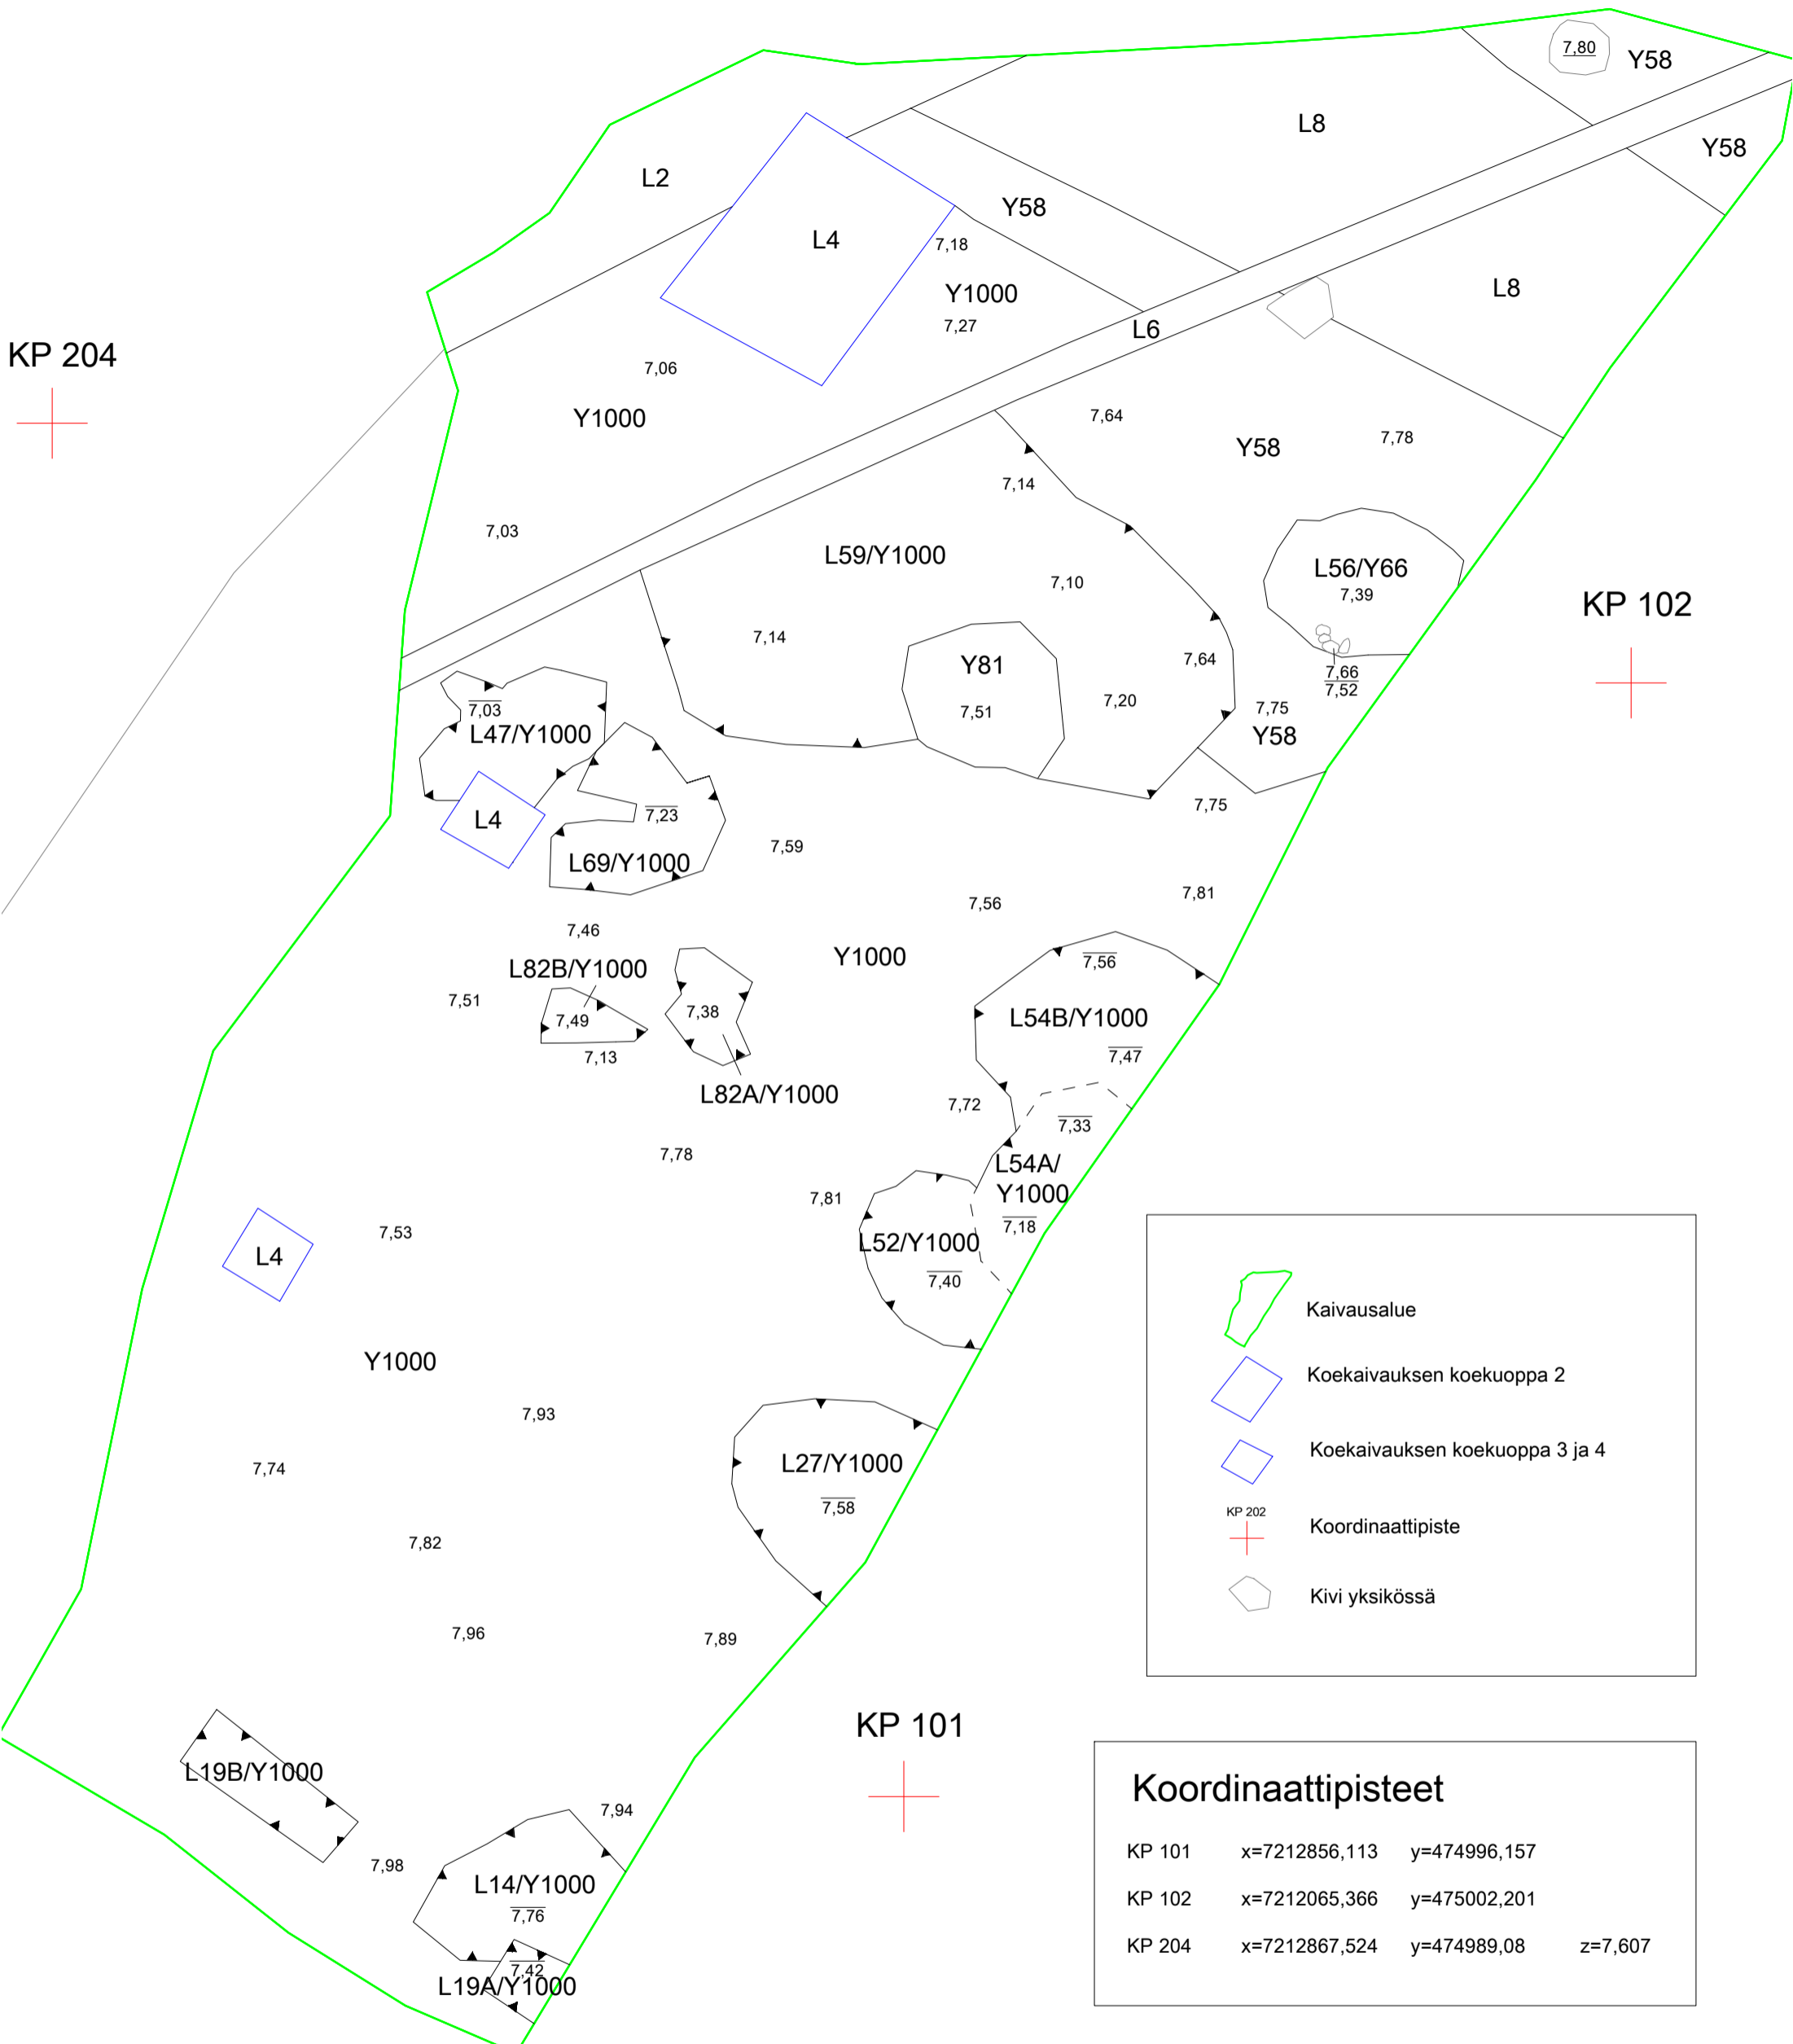 7,80
Y58
L8
Y58
L2
Y58
L4
7,18
Y1000
7,27
L8
L6
KP 204
7,06
Y1000
7,64
7,78
Y58
7,14
7,03
L59/Y1000
7,10
L56/Y66
7,39
KP 102
7,14
Y81
7,64
7,66
7,52
7,51
7,20
7,75
Y58
7,03
L47/Y1000
L4
7,23
L69/Y1000
7,59
7,75
7,56
7,81
7,46
Y1000
L82B/Y1000
7,56
7,51
7,49
7,38
L54B/Y1000
7,13
7,47
L82A/Y1000
7,72
7,33
7,78
L54A/
Y1000
7,81
7,18
7,53
L4
L52/Y1000
7,40
Y1000
7,93
7,74
L27/Y1000
7,58
7,82
7,96
7,89
Kaivausalue
Koekaivauksen koekuoppa 2
Koekaivauksen koekuoppa 3 ja 4
KP 202
Koordinaattipiste
Kivi yksikössä
KP 101
L19B/Y1000
7,94
7,98
L14/Y1000
7,76
7,42
L19A/Y1000
Koordinaattipisteet
KP 101 x=7212856,113 y=474996,157
KP 102 x=7212065,366 y=475002,201
KP 204 x=7212867,524 y=474989,08 z=7,607